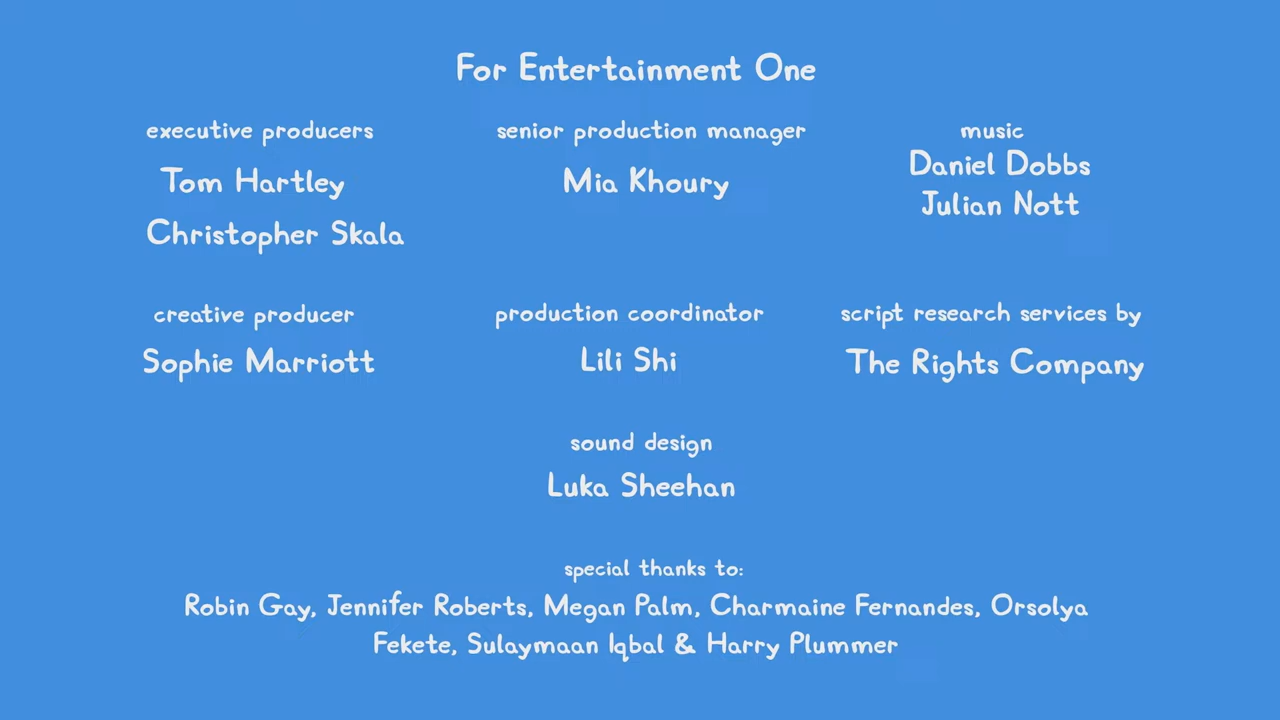 For Entertainment One
executive producers
Tom Hartley
Christopher Skala
senior production manager
Mia Khoury
music
Daniel Dobbs
Julian Nott
creative producer
Sophie Marriott
production coordinator
Lili Shi
script research services by
The Rights Company
sound design
Luka Sheehan
special thanks to:
Robin Gay, Jennifer Roberts, Megan Palm, Charmaine Fernandes, Orsolya
Fekete, Sulaymaan Iqbal & Harry Plummer